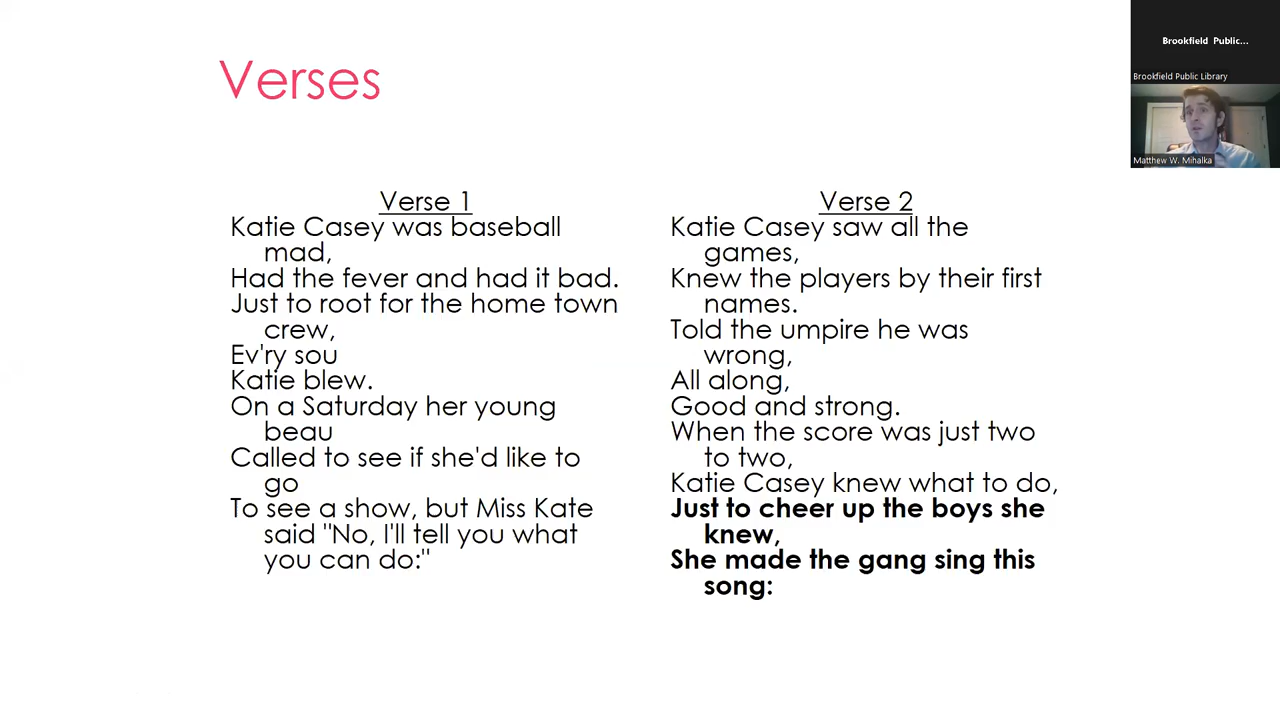 Verses
Verse 1
Katie Casey was baseball
mad,
Had the fever and had it bad.
Just to root for the home town
crew,
Ev'ry sou
Katie blew.
On a Saturday her young
beau
Called to see if she'd like to
go
To see a show, but Miss Kate
said "No, I'll tell you what
you can do:"
Verse 2
Katie Casey saw all the
games,
Knew the players by their first
names.
Told the umpire he was
wrong,
All along,
Good and strong.
When the score was just two
to two,
Katie Casey knew what to do,
Just to cheer up the boys she
knew,
She made the gang sing this
song:
Brookfield Public...
Brookfield Public Library
Matthew W. Mihalka